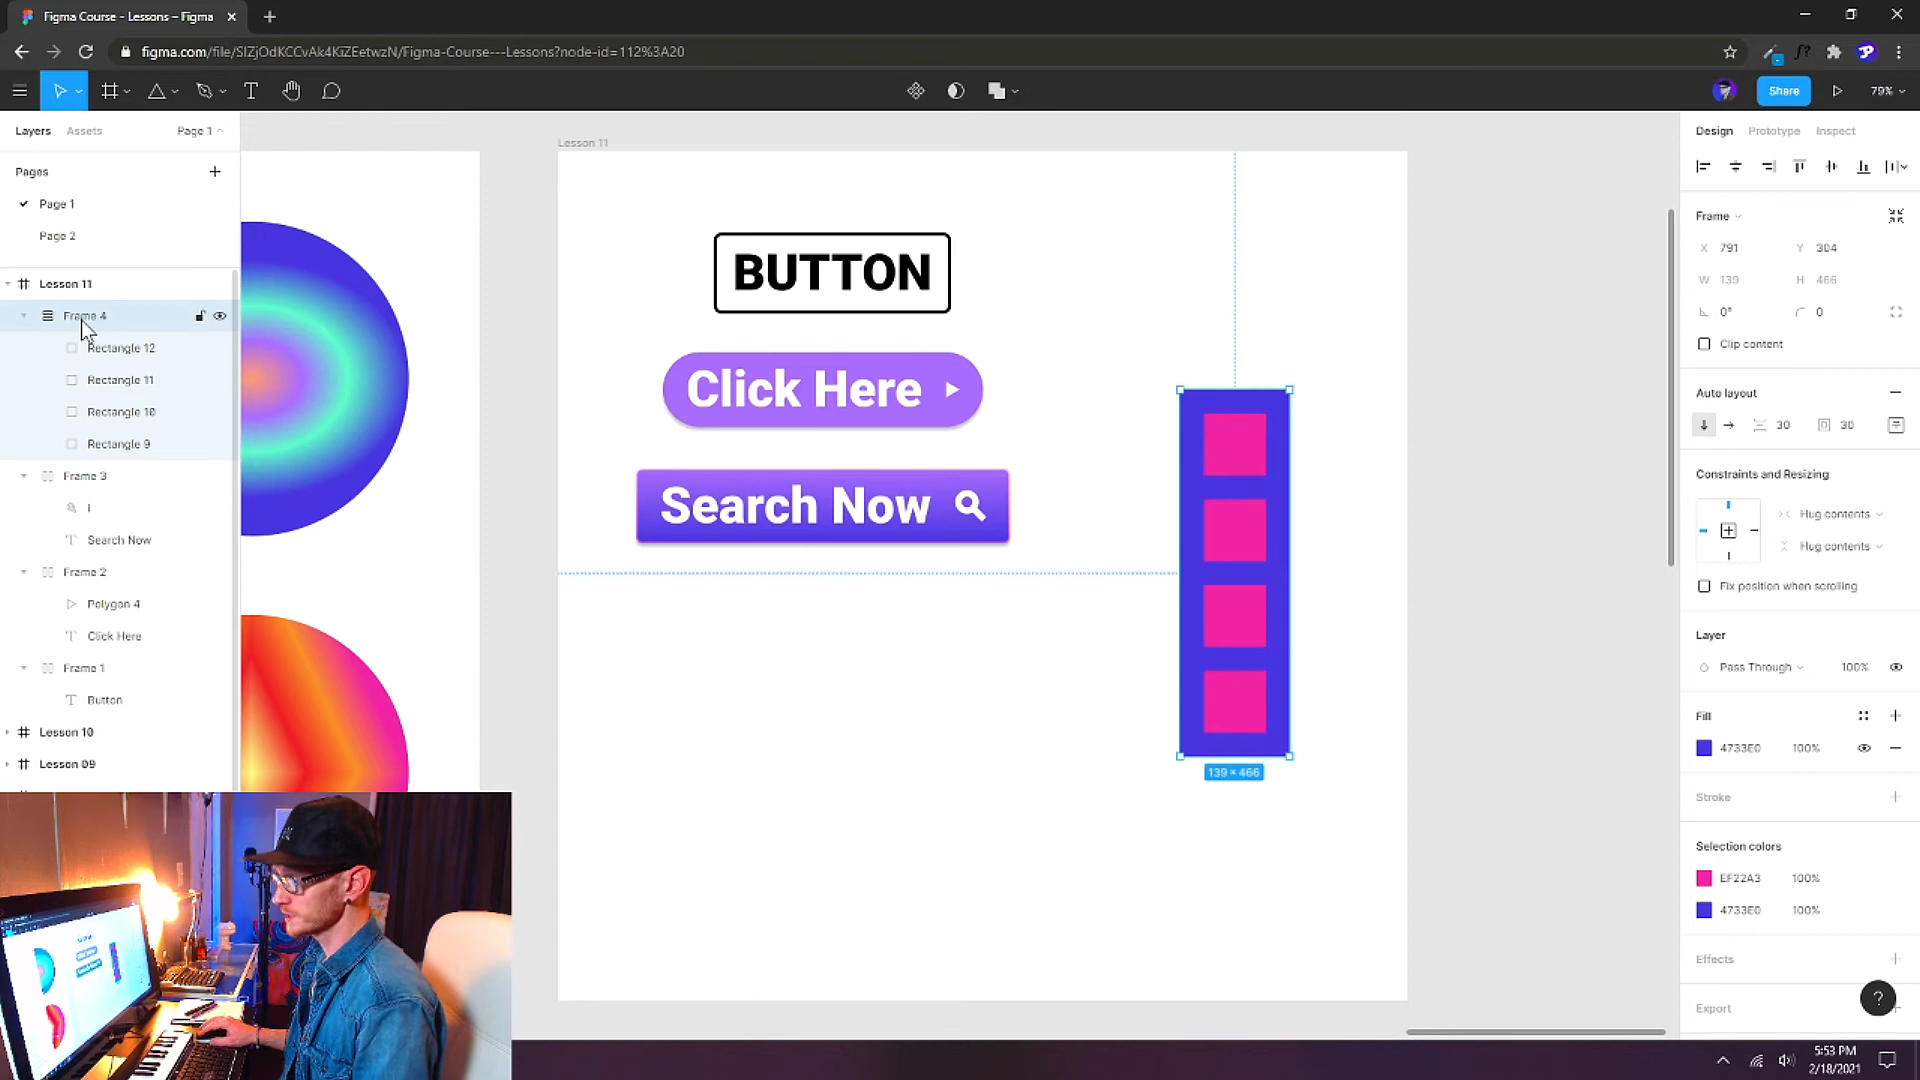 Figma Course - Lessons – Figma
figma.com/file/SIZjOdKCCvAk4KiZEetwzN/Figma-Course---Lessons?node-id=112%3A20
Share
79%
Layers
Assets
Page 1
Pages
Page 1
Page 2
Lesson 11
Frame 4
Rectangle 12
Rectangle 11
Rectangle 10
Rectangle 9
Frame 3
i
Search Now
Frame 2
Polygon 4
Click Here
Frame 1
Button
Lesson 10
Lesson 09
Lesson 11
BUTTON
Click Here
Search Now
139 × 466
Design
Prototype
Inspect
Frame
X 791
Y 304
W 139
H 466
0°
0
Clip content
Auto layout
30
30
Constraints and Resizing
Hug contents
Hug contents
Fix position when scrolling
Layer
Pass Through
100%
Fill
4733E0
100%
Stroke
Selection colors
EF22A3
100%
4733E0
100%
Effects
Export
?
5:53 PM
2/18/2021